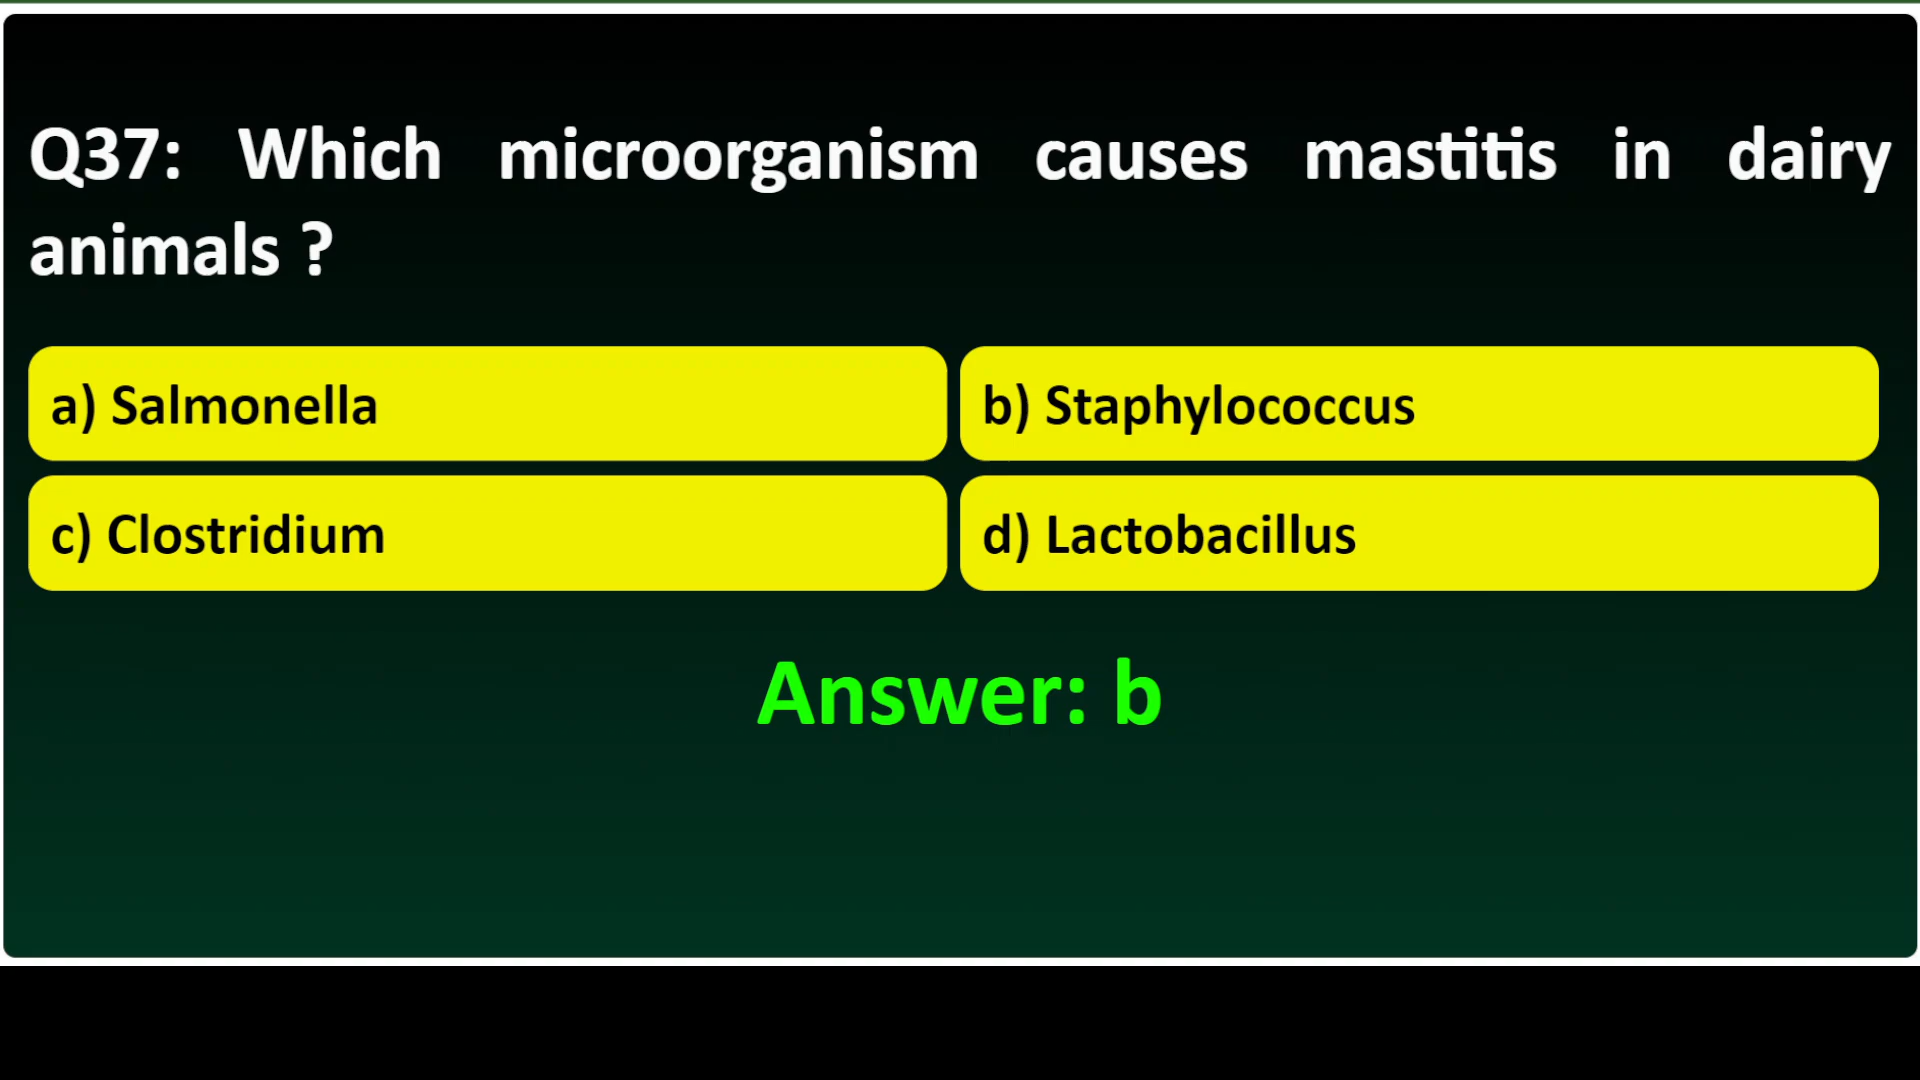 Q37: Which microorganism causes mastitis in dairy
animals ?
a) Salmonella
b) Staphylococcus
c) Clostridium
d) Lactobacillus
Answer: b